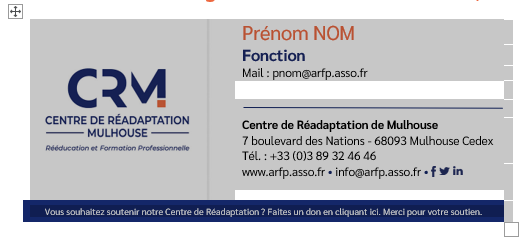 Prénom NOM
Fonction
Mail : pnom@arfp.asso.fr
CRM
CENTRE DE RÉADAPTATION
MULHOUSE
Rééducation et Formation Professionnelle
Centre de Réadaptation de Mulhouse
7 boulevard des Nations - 68093 Mulhouse Cedex
Tél. : +33 (0)3 89 32 46 46
www.arfp.asso.fr • info@arfp.asso.fr •
Vous souhaitez soutenir notre Centre de Réadaptation ? Faites un don en cliquant ici. Merci pour votre soutien.